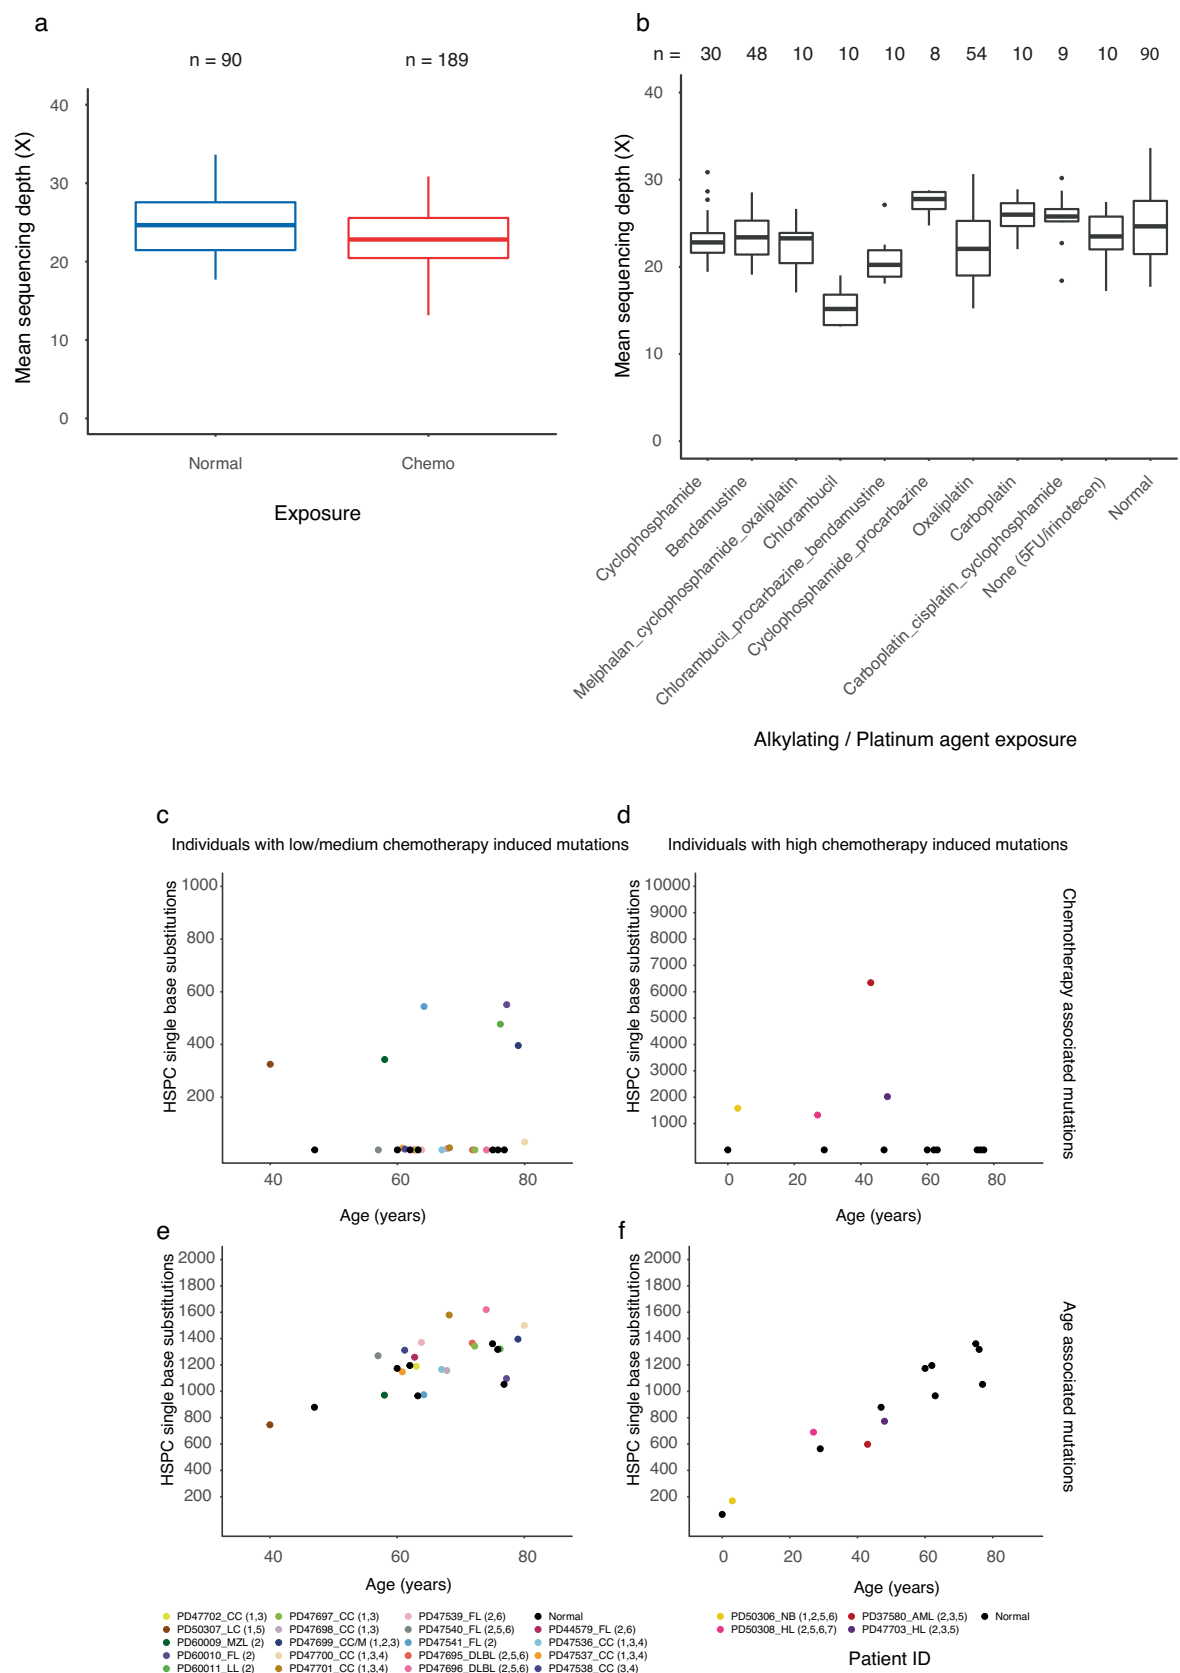 a
n = 90
n = 189
Mean sequencing depth (X)
40
30
20
10
0
Normal
Chemo
Exposure
b
n = 30 48 10 10 10 8 54 10 9 10 90
Mean sequencing depth (X)
40
30
20
10
0
Cyclophosphamide
Bendamustine
Melphalan_cyclophosphamide_oxaliplatin
Chlorambucil
Chlorambucil_procarbazine_bendamustine
Cyclophosphamide_procarbazine
Oxaliplatin
Carboplatin
Carboplatin_cisplatin_cyclophosphamide
None (5FU/irinotecen)
Normal
Alkylating / Platinum agent exposure
c
Individuals with low/medium chemotherapy induced mutations
HSPC single base substitutions
1000
800
600
400
200
40 60 80
Age (years)
d
Individuals with high chemotherapy induced mutations
HSPC single base substitutions
10000
9000
8000
7000
6000
5000
4000
3000
2000
1000
0 20 40 60 80
Age (years)
Chemotherapy associated mutations
e
HSPC single base substitutions
2000
1800
1600
1400
1200
1000
800
600
400
200
40 60 80
Age (years)
f
HSPC single base substitutions
2000
1800
1600
1400
1200
1000
800
600
400
200
0 20 40 60 80
Age (years)
Age associated mutations
PD47702_CC (1,3) PD47697_CC (1,3) PD47539_FL (2,6) Normal
PD50307_LC (1,5) PD47698_CC (1,3) PD47540_FL (2,5,6) PD44579_FL (2,6)
PD60009_MZL (2) PD47699_CC/M (1,2,3) PD47541_FL (2) PD47536_CC (1,3,4)
PD60010_FL (2) PD47700_CC (1,3,4) PD47695_DLBL (2,5,6) PD47537_CC (1,3,4)
PD60011_LL (2) PD47701_CC (1,3,4) PD47696_DLBL (2,5,6) PD47538_CC (3,4)
PD50306_NB (1,2,5,6) PD37580_AML (2,3,5) Normal
PD50308_HL (2,5,6,7) PD47703_HL (2,3,5)
Patient ID